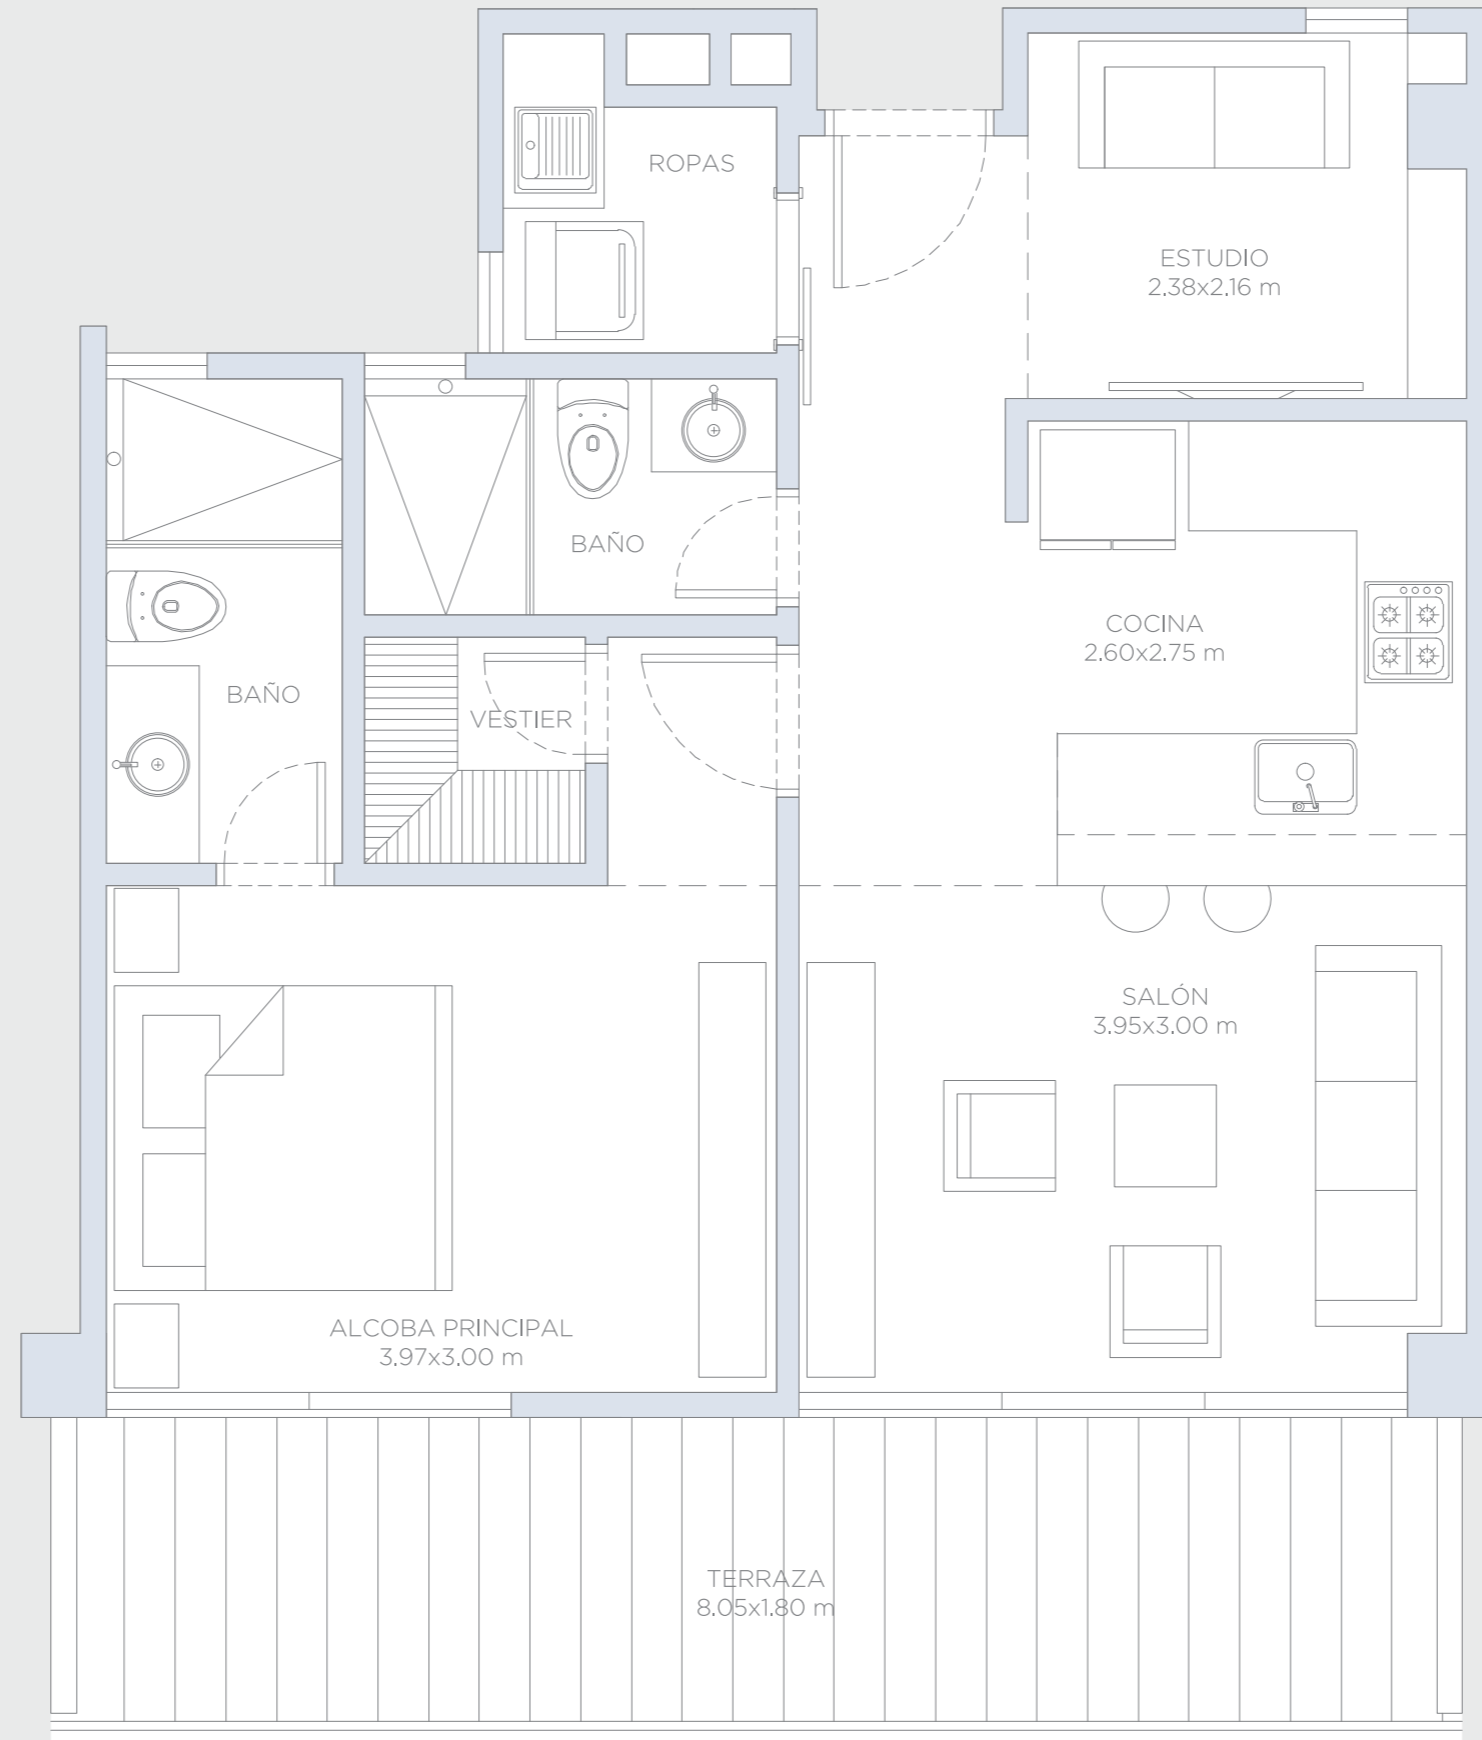 ROPAS
ESTUDIO
2.38x2.16 m
BAÑO
COCINA
2.60x2.75 m
BAÑO
VESTIER
SALÓN
3.95x3.00 m
ALCOBA PRINCIPAL
3.97x3.00 m
TERRAZA
8.05x1.80 m